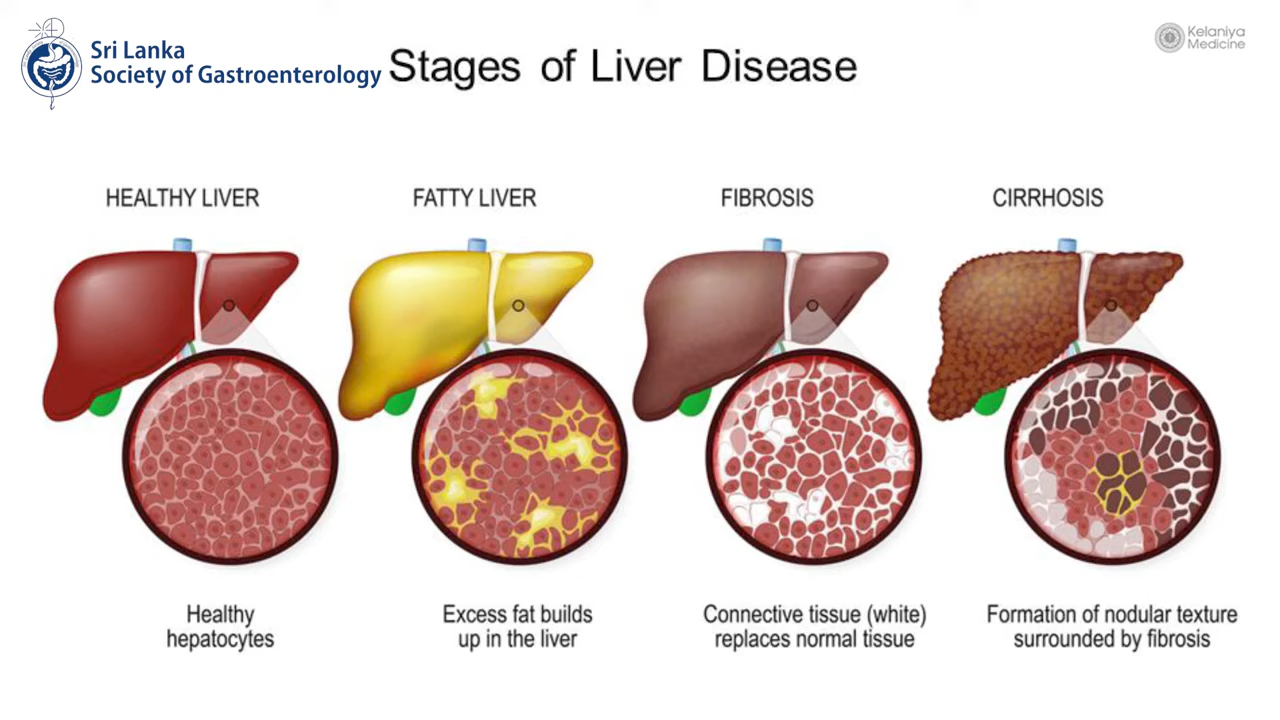 Sri Lanka
Society of Gastroenterology
Stages of Liver Disease
Kelaniya
Medicine
HEALTHY LIVER
FATTY LIVER
FIBROSIS
CIRRHOSIS
Healthy
hepatocytes
Excess fat builds
up in the liver
Connective tissue (white)
replaces normal tissue
Formation of nodular texture
surrounded by fibrosis